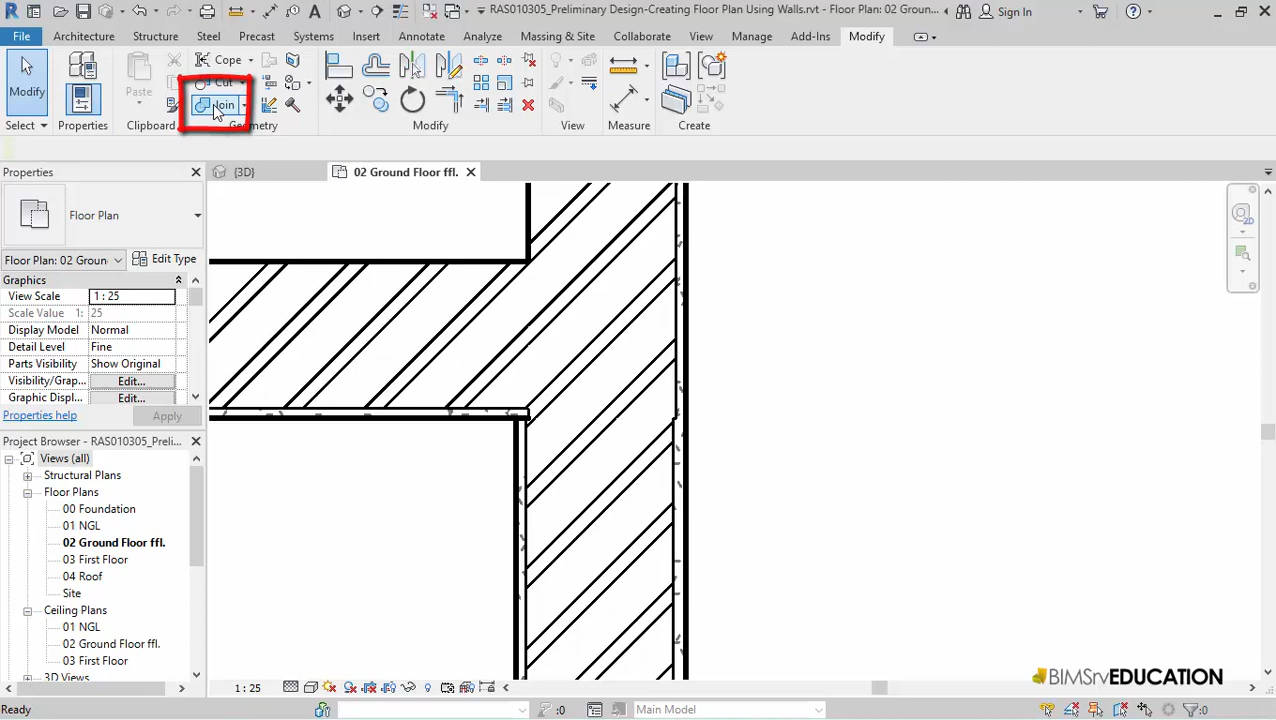 RAS010305_Preliminary Design-Creating Floor Plan Using Walls.rvt - Floor Plan: 02 Groun...
Sign In
File
Architecture
Structure
Steel
Precast
Systems
Insert
Annotate
Analyze
Massing & Site
Collaborate
View
Manage
Add-Ins
Modify
Modify
Properties
Paste
Cope
Cut
Join
Select
Properties
Clipboard
Geometry
Modify
View
Measure
Create
Properties
{3D}
02 Ground Floor ffl.
Floor Plan
Floor Plan: 02 Groun
Edit Type
Graphics
View Scale
1 : 25
Scale Value 1:
25
Display Model
Normal
Detail Level
Fine
Parts Visibility
Show Original
Visibility/Grap...
Edit...
Graphic Displ...
Edit...
Properties help
Apply
Project Browser - RAS010305_Preli...
Views (all)
Structural Plans
Floor Plans
00 Foundation
01 NGL
02 Ground Floor ffl.
03 First Floor
04 Roof
Site
Ceiling Plans
01 NGL
02 Ground Floor ffl.
03 First Floor
3D Views
1 : 25
BIMSrvEDUCATION
Ready
:0
Main Model
:0